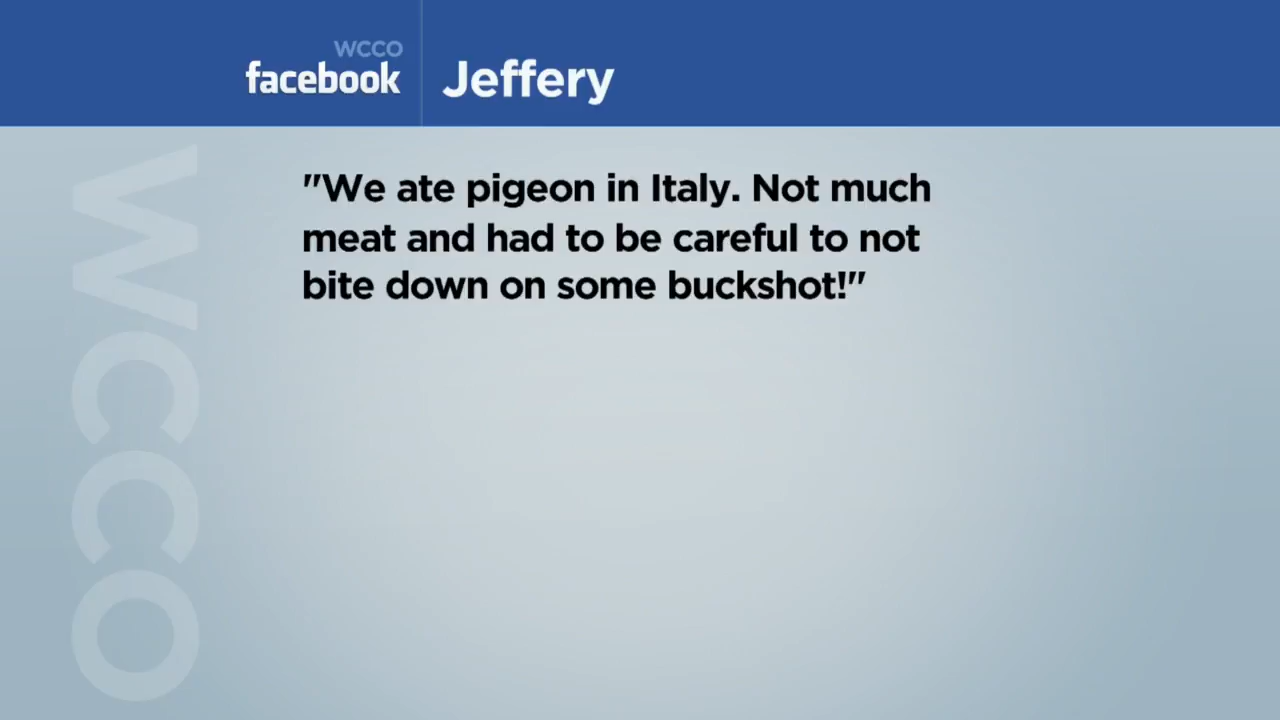 WCCO
facebook
Jeffery
"We ate pigeon in Italy. Not much
meat and had to be careful to not
bite down on some buckshot!"
WCCO